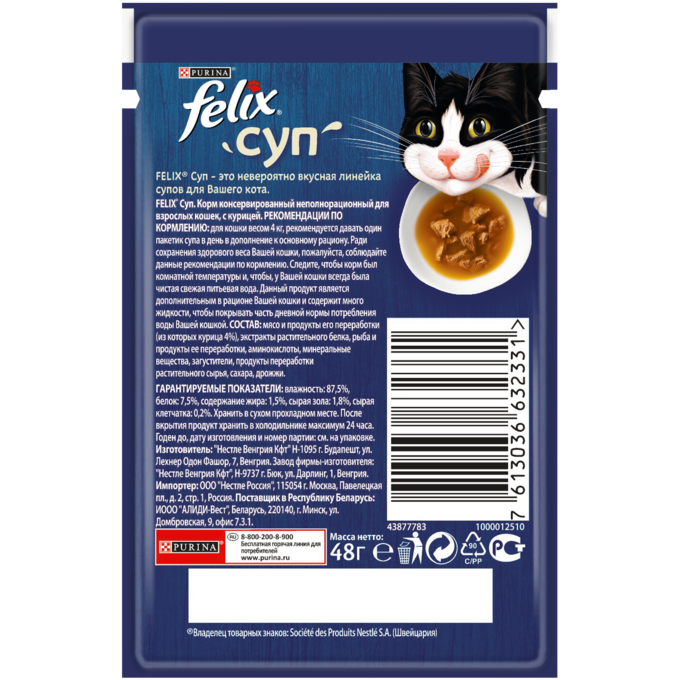 PURINA
felix®
суп
FELIX® Суп - это невероятно вкусная линейка
супов для Вашего кота.
FELIX® Суп. Корм консервированный неполнорационный для
взрослых кошек, с курицей. РЕКОМЕНДАЦИИ ПО
КОРМЛЕНИЮ: для кошки весом 4 кг, рекомендуется давать один
пакетик супа в день в дополнение к основному рациону. Ради
сохранения здорового веса Вашей кошки, пожалуйста, соблюдайте
данные рекомендации по кормлению. Следите, чтобы корм был
комнатной температуры и, чтобы, у Вашей кошки всегда была
чистая свежая питьевая вода. Данный продукт является
дополнительным в рационе Вашей кошки и содержит много
жидкости, чтобы покрывать часть дневной нормы потребления
воды Вашей кошкой. СОСТАВ: мясо и продукты его переработки
(из которых курица 4%), экстракты растительного белка, рыба и
продукты ее переработки, аминокислоты, минеральные
вещества, загустители, продукты переработки
растительного сырья, сахара, дрожжи.
ГАРАНТИРУЕМЫЕ ПОКАЗАТЕЛИ: влажность: 87,5%,
белок: 7,5%, содержание жира: 1,5%, сырая зола: 1,8%, сырая
клетчатка: 0,2%. Хранить в сухом прохладном месте. После
вскрытия продукт хранить в холодильнике максимум 24 часа.
Годен до, дату изготовления и номер партии: см. на упаковке.
Изготовитель: "Нестле Венгрия Кфт" Н-1095 г. Будапешт, ул.
Лехнер Одон Фашор, 7, Венгрия. Завод фирмы-изготовителя:
"Нестле Венгрия Кфт", Н-9737 г. Бюк, ул. Дарлинг, 1, Венгрия.
Импортер: ООО "Нестле Россия", 115054 г. Москва, Павелецкая
пл., д. 2, стр. 1, Россия. Поставщик в Республику Беларусь:
ИООО "АЛИДИ-Вест", Беларусь, 220140, г. Минск, ул.
Домбровская, 9, офис 7.3.1.
7 613036 632331 >
43877783
1000012510
PURINA
RU
8-800-200-8-900
Бесплатная горячая линия для
потребителей
www.purina.ru
Масса нетто:
48г e
90
C/PP
РСТ
®Владелец товарных знаков: Société des Produits Nestlé S.A. (Швейцария)